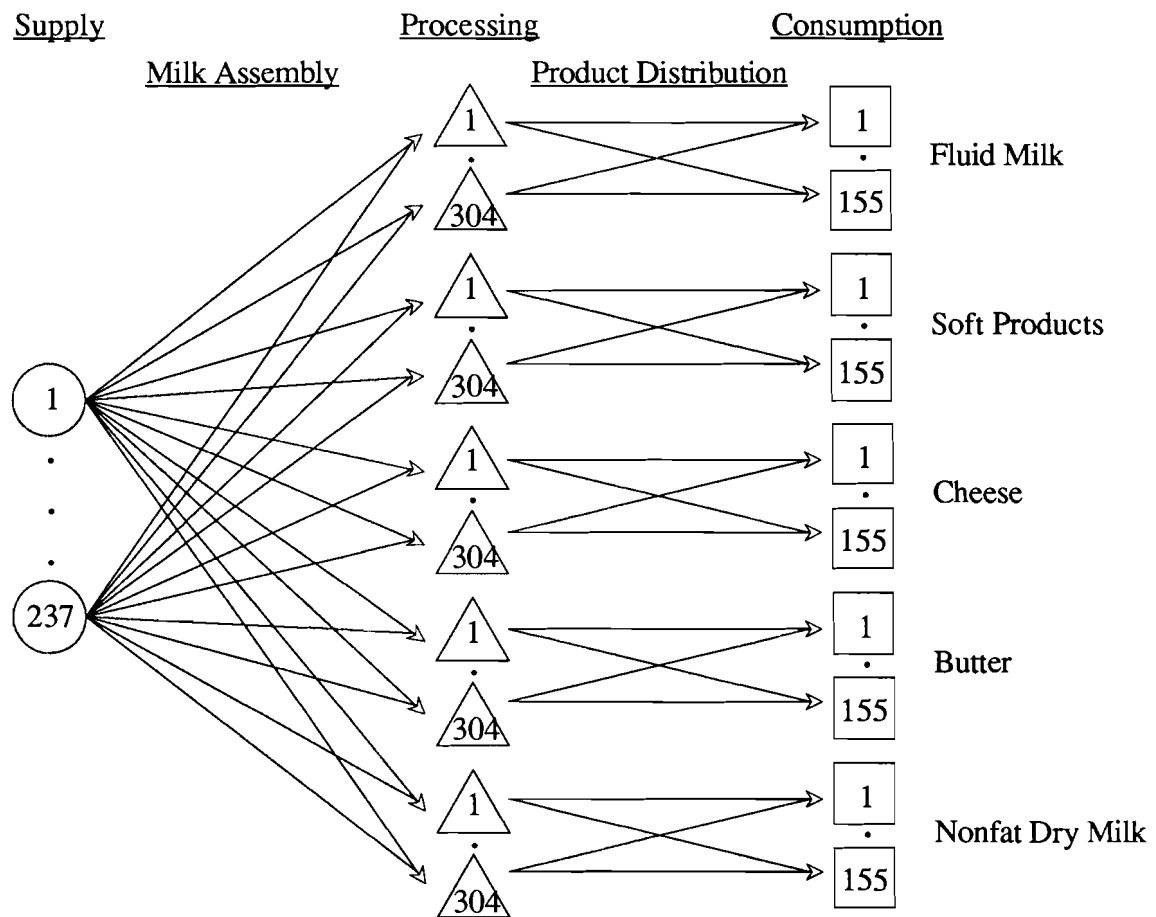 Supply
Processing
Consumption
Milk Assembly
Product Distribution
1
1
Fluid Milk
304
155
1
1
Soft Products
304
155
1
237
1
1
Cheese
304
155
1
1
Butter
304
155
1
1
Nonfat Dry Milk
304
155